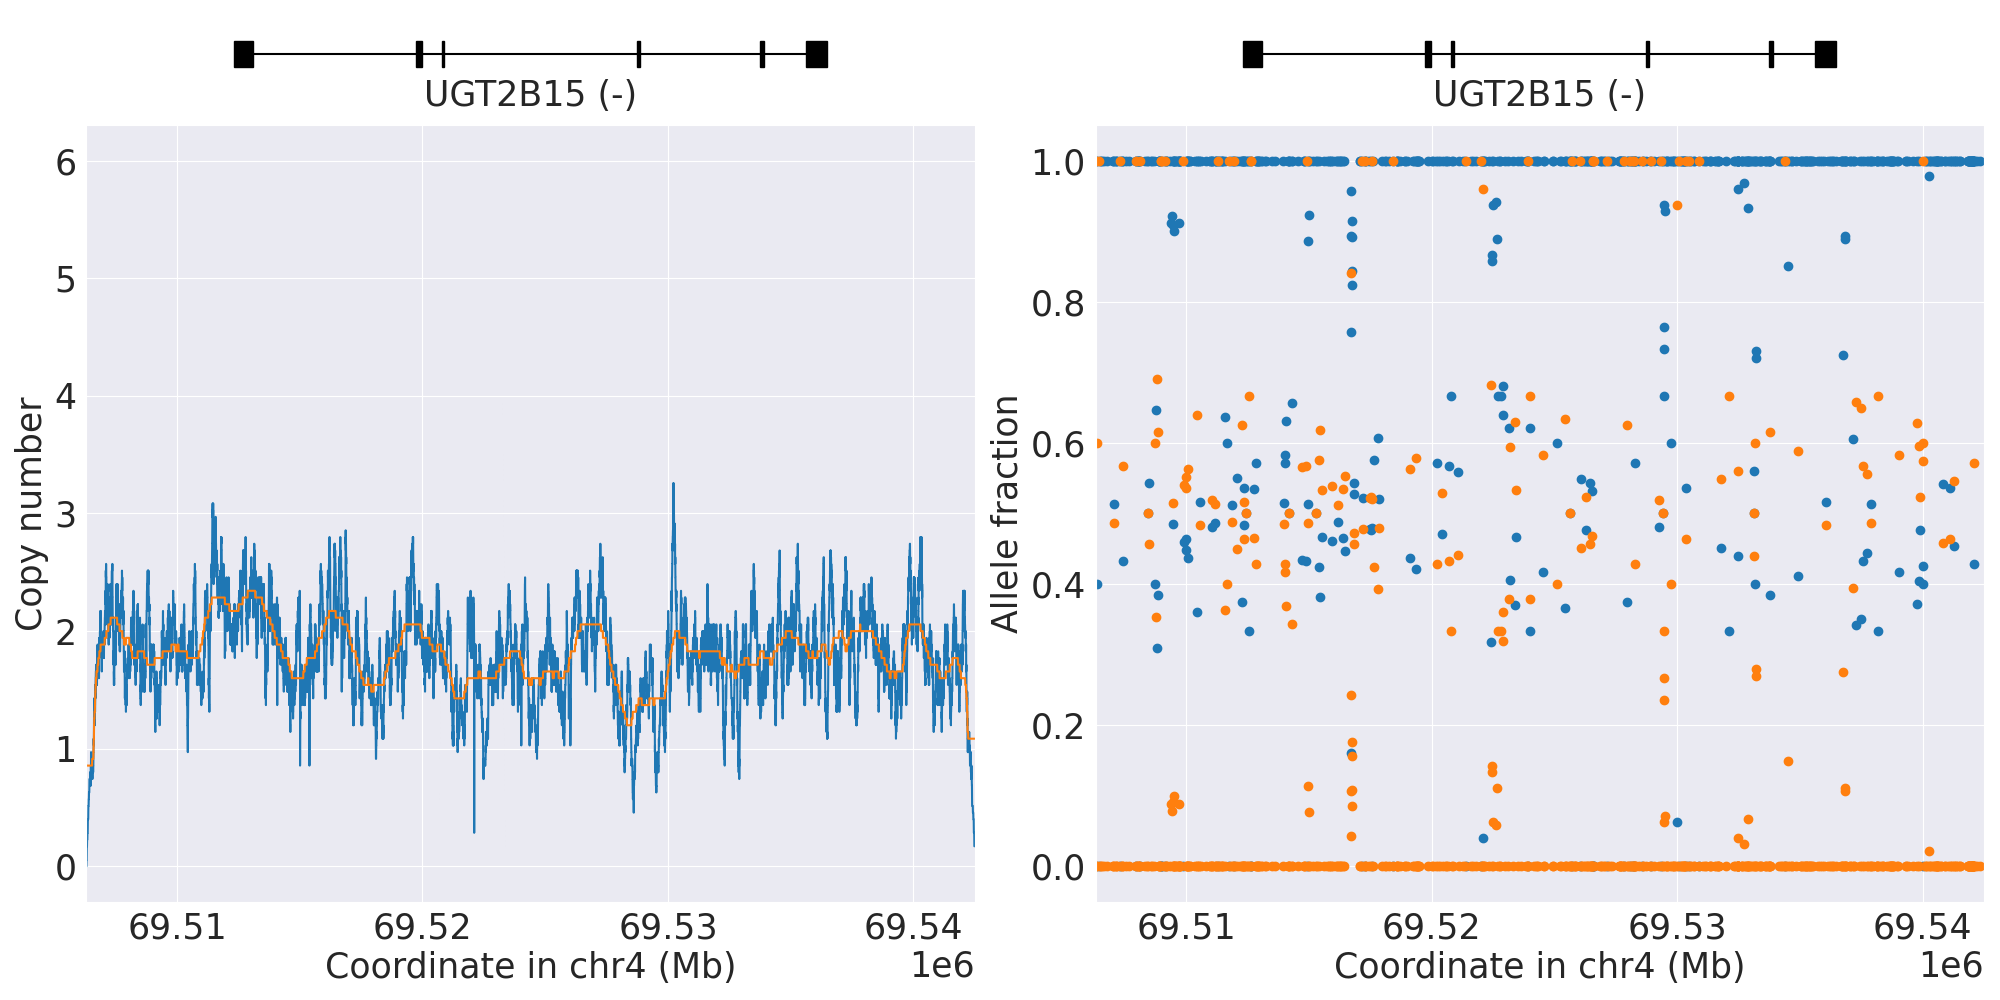 UGT2B15 (-)
6
5
4
3
2
1
0
Copy number
69.51 69.52 69.53 69.54
Coordinate in chr4 (Mb)
1e6
UGT2B15 (-)
1.0
0.8
0.6
0.4
0.2
0.0
Allele fraction
69.51 69.52 69.53 69.54
Coordinate in chr4 (Mb)
1e6